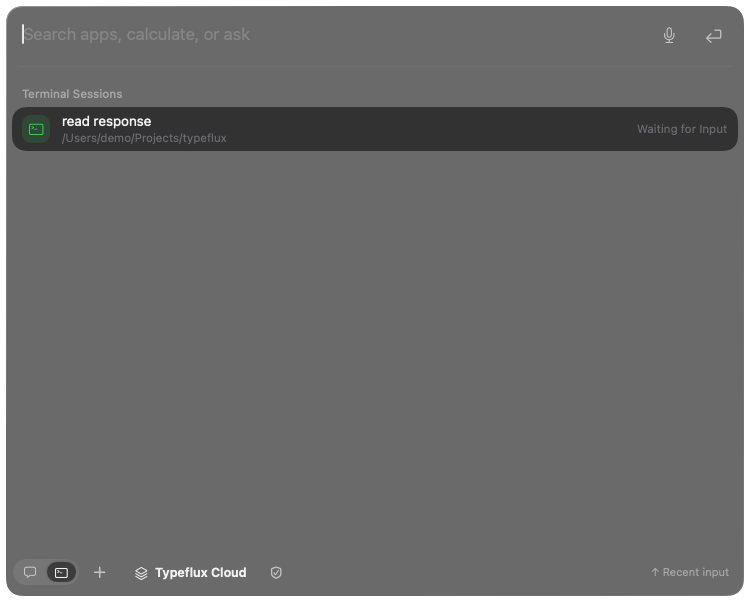 Search apps, calculate, or ask
Terminal Sessions
read response
/Users/demo/Projects/typeflux
Waiting for Input
Typeflux Cloud
↑ Recent input